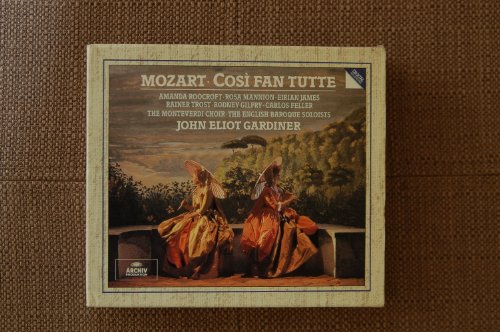 MOZART · COSÌ FAN TUTTE
AMANDA ROOCROFT · ROSA MANNION · EIRIAN JAMES
RAINER TROST · RODNEY GILFRY · CARLOS FELLER
THE MONTEVERDI CHOIR · THE ENGLISH BAROQUE SOLOISTS
JOHN ELIOT GARDINER
ARCHIV
PRODUKTION